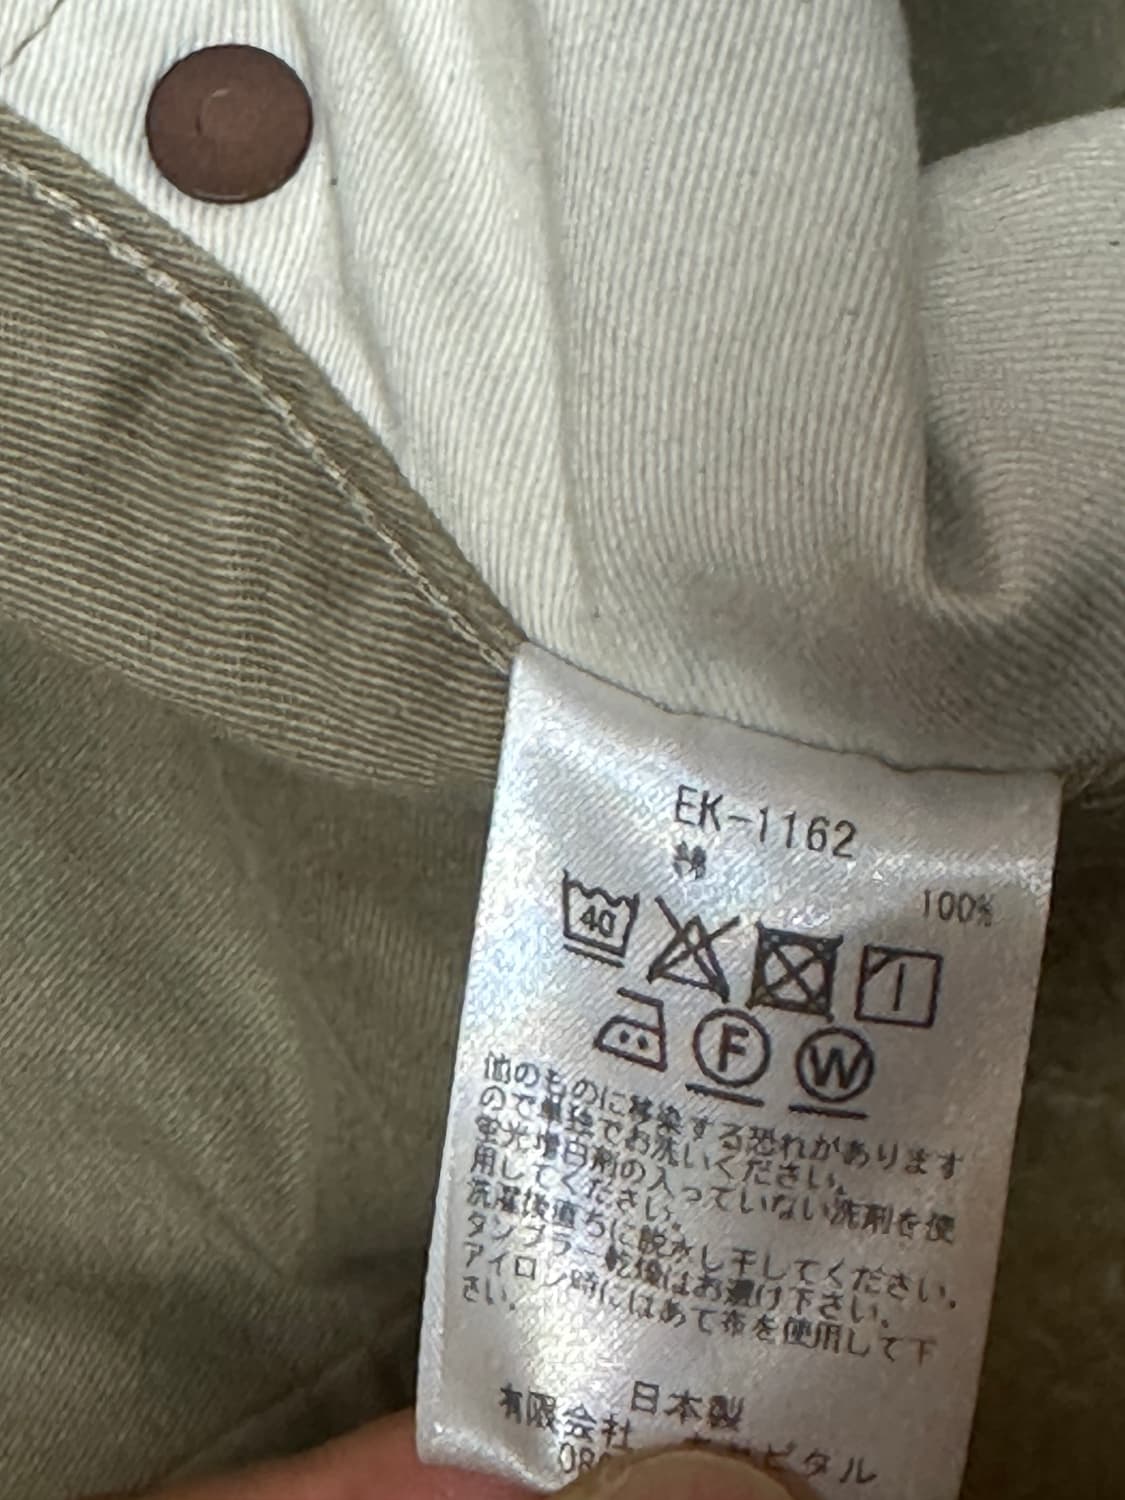 EK-1162
綿
100%
40
F
W
他のものに移染する恐れがあります
ので単独でお洗いください。
蛍光増白剤の入っていない洗剤を使
用してください。
洗濯後直ちに脱水し干してください。
タンブラー乾燥はお避け下さい。
アイロン時にはあて布を使用して下
さい。
日本製
有限会社 ピタル
08